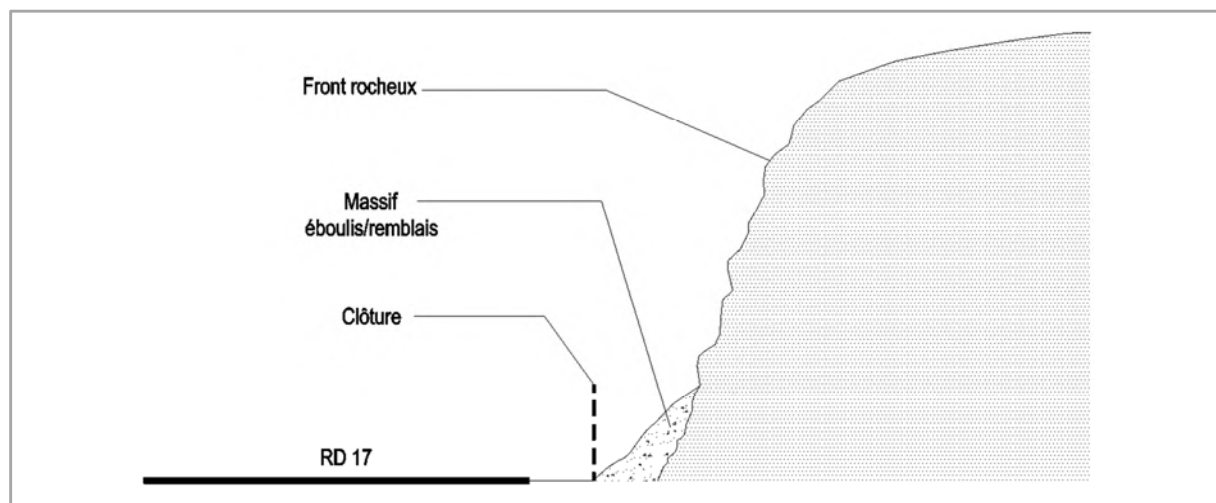 Front rocheux
Massif
éboulis/remblais
Clôture
RD 17